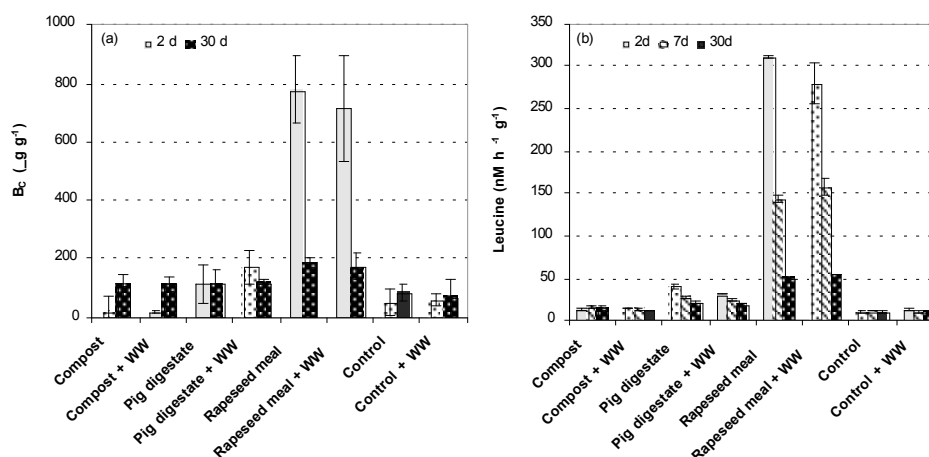 (a)
2 d 30 d
1000
800
600
400
200
0
B_C (_g g⁻¹)
Compost
Compost + WW
Pig digestate
Pig digestate + WW
Rapeseed meal
Rapeseed meal + WW
Control
Control + WW
(b)
2d 7d 30d
350
300
250
200
150
100
50
0
Leucine (nM h⁻¹ g⁻¹)
Compost
Compost + WW
Pig digestate
Pig digestate + WW
Rapeseed meal
Rapeseed meal + WW
Control
Control + WW